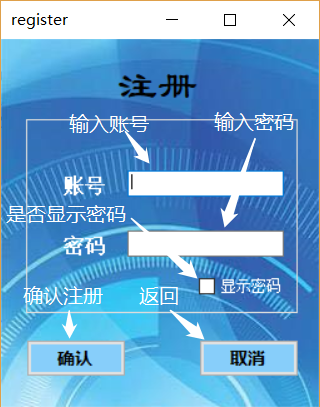 register
注册
输入账号
输入密码
账号
是否显示密码
密码
显示密码
确认注册
返回
确认
取消